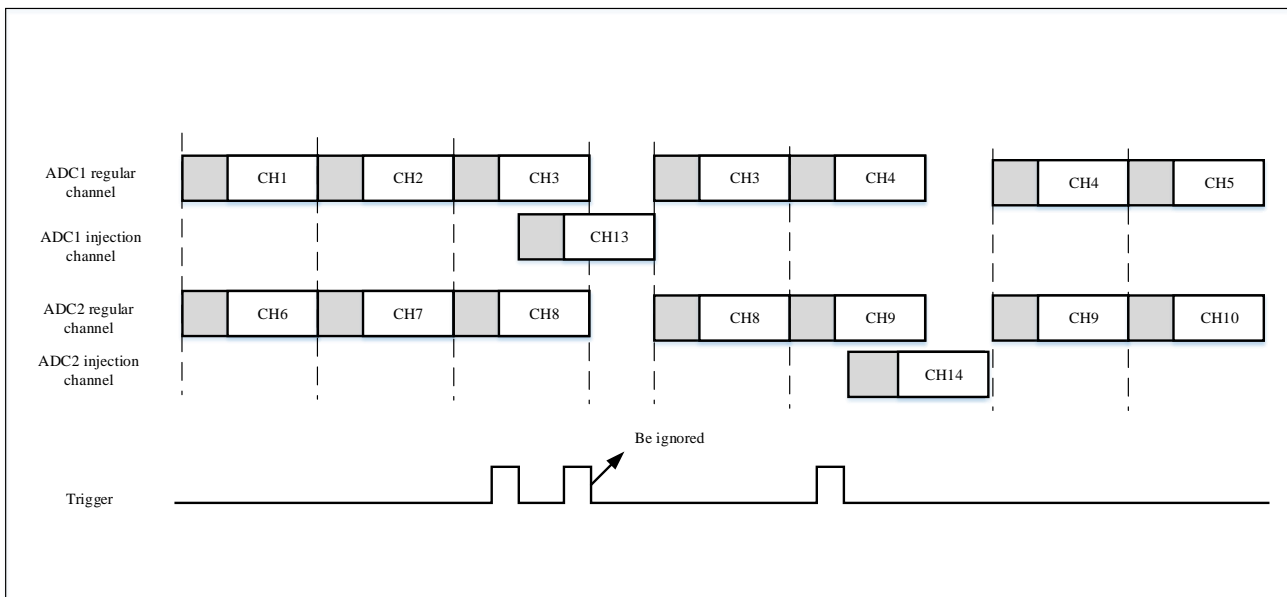 ADC1 regular
channel
CH1 CH2 CH3 CH3 CH4 CH4 CH5
ADC1 injection
channel
CH13
ADC2 regular
channel
CH6 CH7 CH8 CH8 CH9 CH9 CH10
ADC2 injection
channel
CH14
Be ignored
Trigger